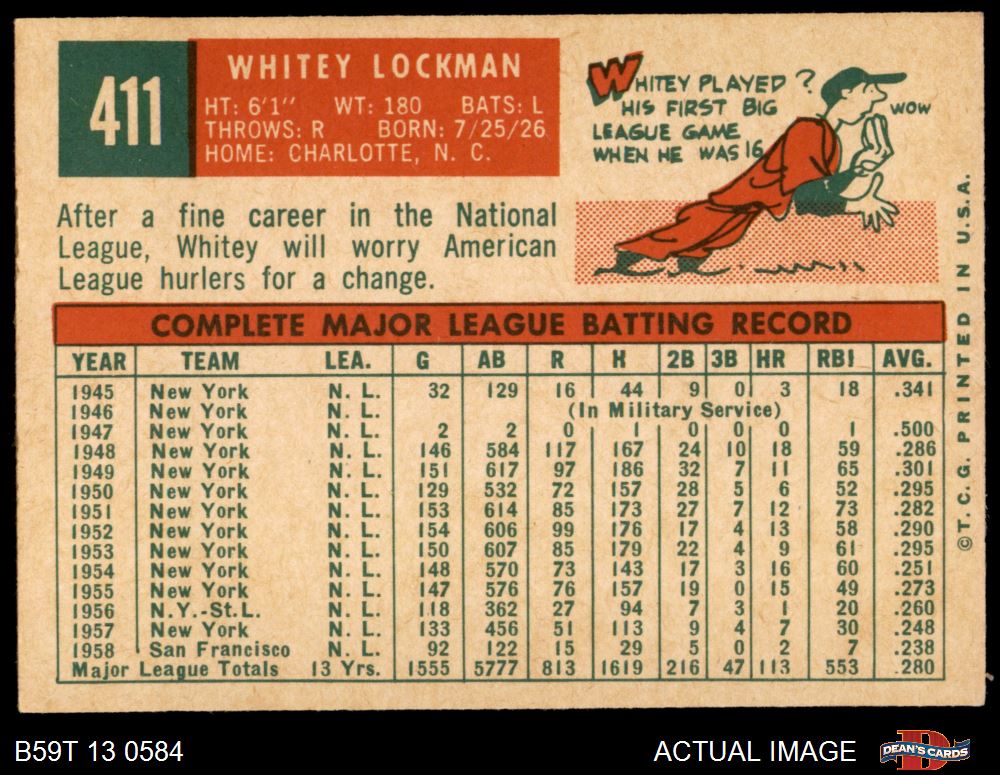 411
WHITEY LOCKMAN
HT: 6'1" WT: 180 BATS: L
THROWS: R BORN: 7/25/26
HOME: CHARLOTTE, N. C.
WHITEY PLAYED ?
HIS FIRST BIG
LEAGUE GAME
WHEN HE WAS 16
WOW
After a fine career in the National
League, Whitey will worry American
League hurlers for a change.
COMPLETE MAJOR LEAGUE BATTING RECORD
YEAR TEAM LEA. G AB R H 2B 3B HR RBI AVG.
1945 New York N. L. 32 129 16 44 9 0 3 18 .341
1946 New York N. L. (In Military Service)
1947 New York N. L. 2 2 0 1 0 0 0 1 .500
1948 New York N. L. 146 584 117 167 24 10 18 59 .286
1949 New York N. L. 151 617 97 186 32 7 11 65 .301
1950 New York N. L. 129 532 72 157 28 5 6 52 .295
1951 New York N. L. 153 614 85 173 27 7 12 73 .282
1952 New York N. L. 154 606 99 176 17 4 13 58 .290
1953 New York N. L. 150 607 85 179 22 4 9 61 .295
1954 New York N. L. 148 570 73 143 17 3 16 60 .251
1955 New York N. L. 147 576 76 157 19 0 15 49 .273
1956 N.Y.-St.L. N. L. 118 362 27 94 7 3 1 20 .260
1957 New York N. L. 133 456 51 113 9 4 7 30 .248
1958 San Francisco N. L. 92 122 15 29 5 0 2 7 .238
Major League Totals 13 Yrs. 1555 5777 813 1619 216 47 113 553 .280
©T. C. G. PRINTED IN U.S.A.
B59T 13 0584
ACTUAL IMAGE
DEAN'S CARDS